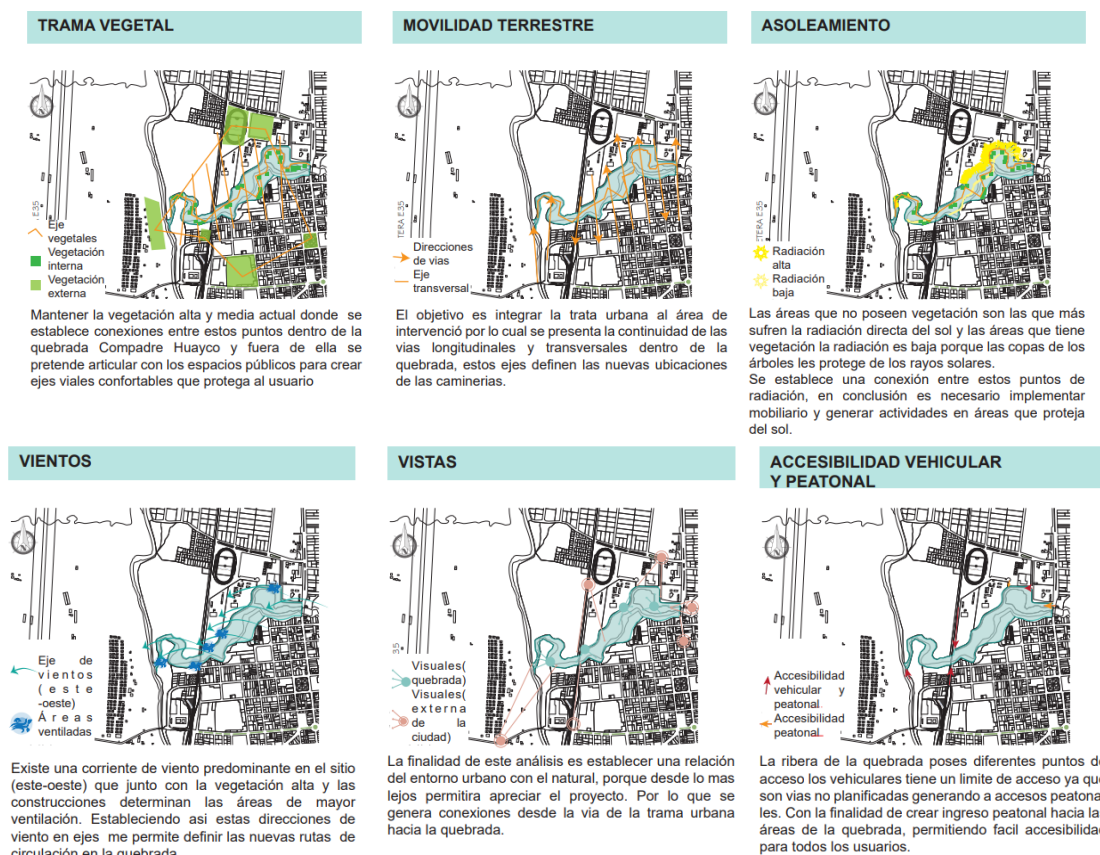 TRAMA VEGETAL
MOVILIDAD TERRESTRE
ASOLEAMIENTO
E35
Eje
vegetales
Vegetación
interna
Vegetación
externa
TERA E35
Direcciones
de vias
Eje
transversal
ETERA E35
Radiación
alta
Radiación
baja
Mantener la vegetación alta y media actual donde se
establece conexiones entre estos puntos dentro de la
quebrada Compadre Huayco y fuera de ella se
pretende articular con los espacios públicos para crear
ejes viales confortables que protega al usuario
El objetivo es integrar la trata urbana al área de
intervenció por lo cual se presenta la continuidad de las
vias longitudinales y transversales dentro de la
quebrada, estos ejes definen las nuevas ubicaciones
de las caminerias.
Las áreas que no poseen vegetación son las que más
sufren la radiación directa del sol y las áreas que tiene
vegetación la radiación es baja porque las copas de los
árboles les protege de los rayos solares.
Se establece una conexión entre estos puntos de
radiación, en conclusión es necesario implementar
mobiliario y generar actividades en áreas que proteja
del sol.
VIENTOS
VISTAS
ACCESIBILIDAD VEHICULAR
Y PEATONAL
Eje de
vientos
(este
-oeste)
Áreas
ventiladas
35
Visuales(
quebrada)
Visuales(
externa
de la
ciudad)
Accesibilidad
vehicular y
peatonal
Accesibilidad
peatonal
Existe una corriente de viento predominante en el sitio
(este-oeste) que junto con la vegetación alta y las
construcciones determinan las áreas de mayor
ventilación. Estableciendo asi estas direcciones de
viento en ejes me permite definir las nuevas rutas de
circulación en la quebrada
La finalidad de este análisis es establecer una relación
del entorno urbano con el natural, porque desde lo mas
lejos permitira apreciar el proyecto. Por lo que se
genera conexiones desde la via de la trama urbana
hacia la quebrada.
La ribera de la quebrada poses diferentes puntos de
acceso los vehiculares tiene un limite de acceso ya que
son vias no planificadas generando a accesos peatona-
les. Con la finalidad de crear ingreso peatonal hacia las
áreas de la quebrada, permitiendo facil accesibilidad
para todos los usuarios.